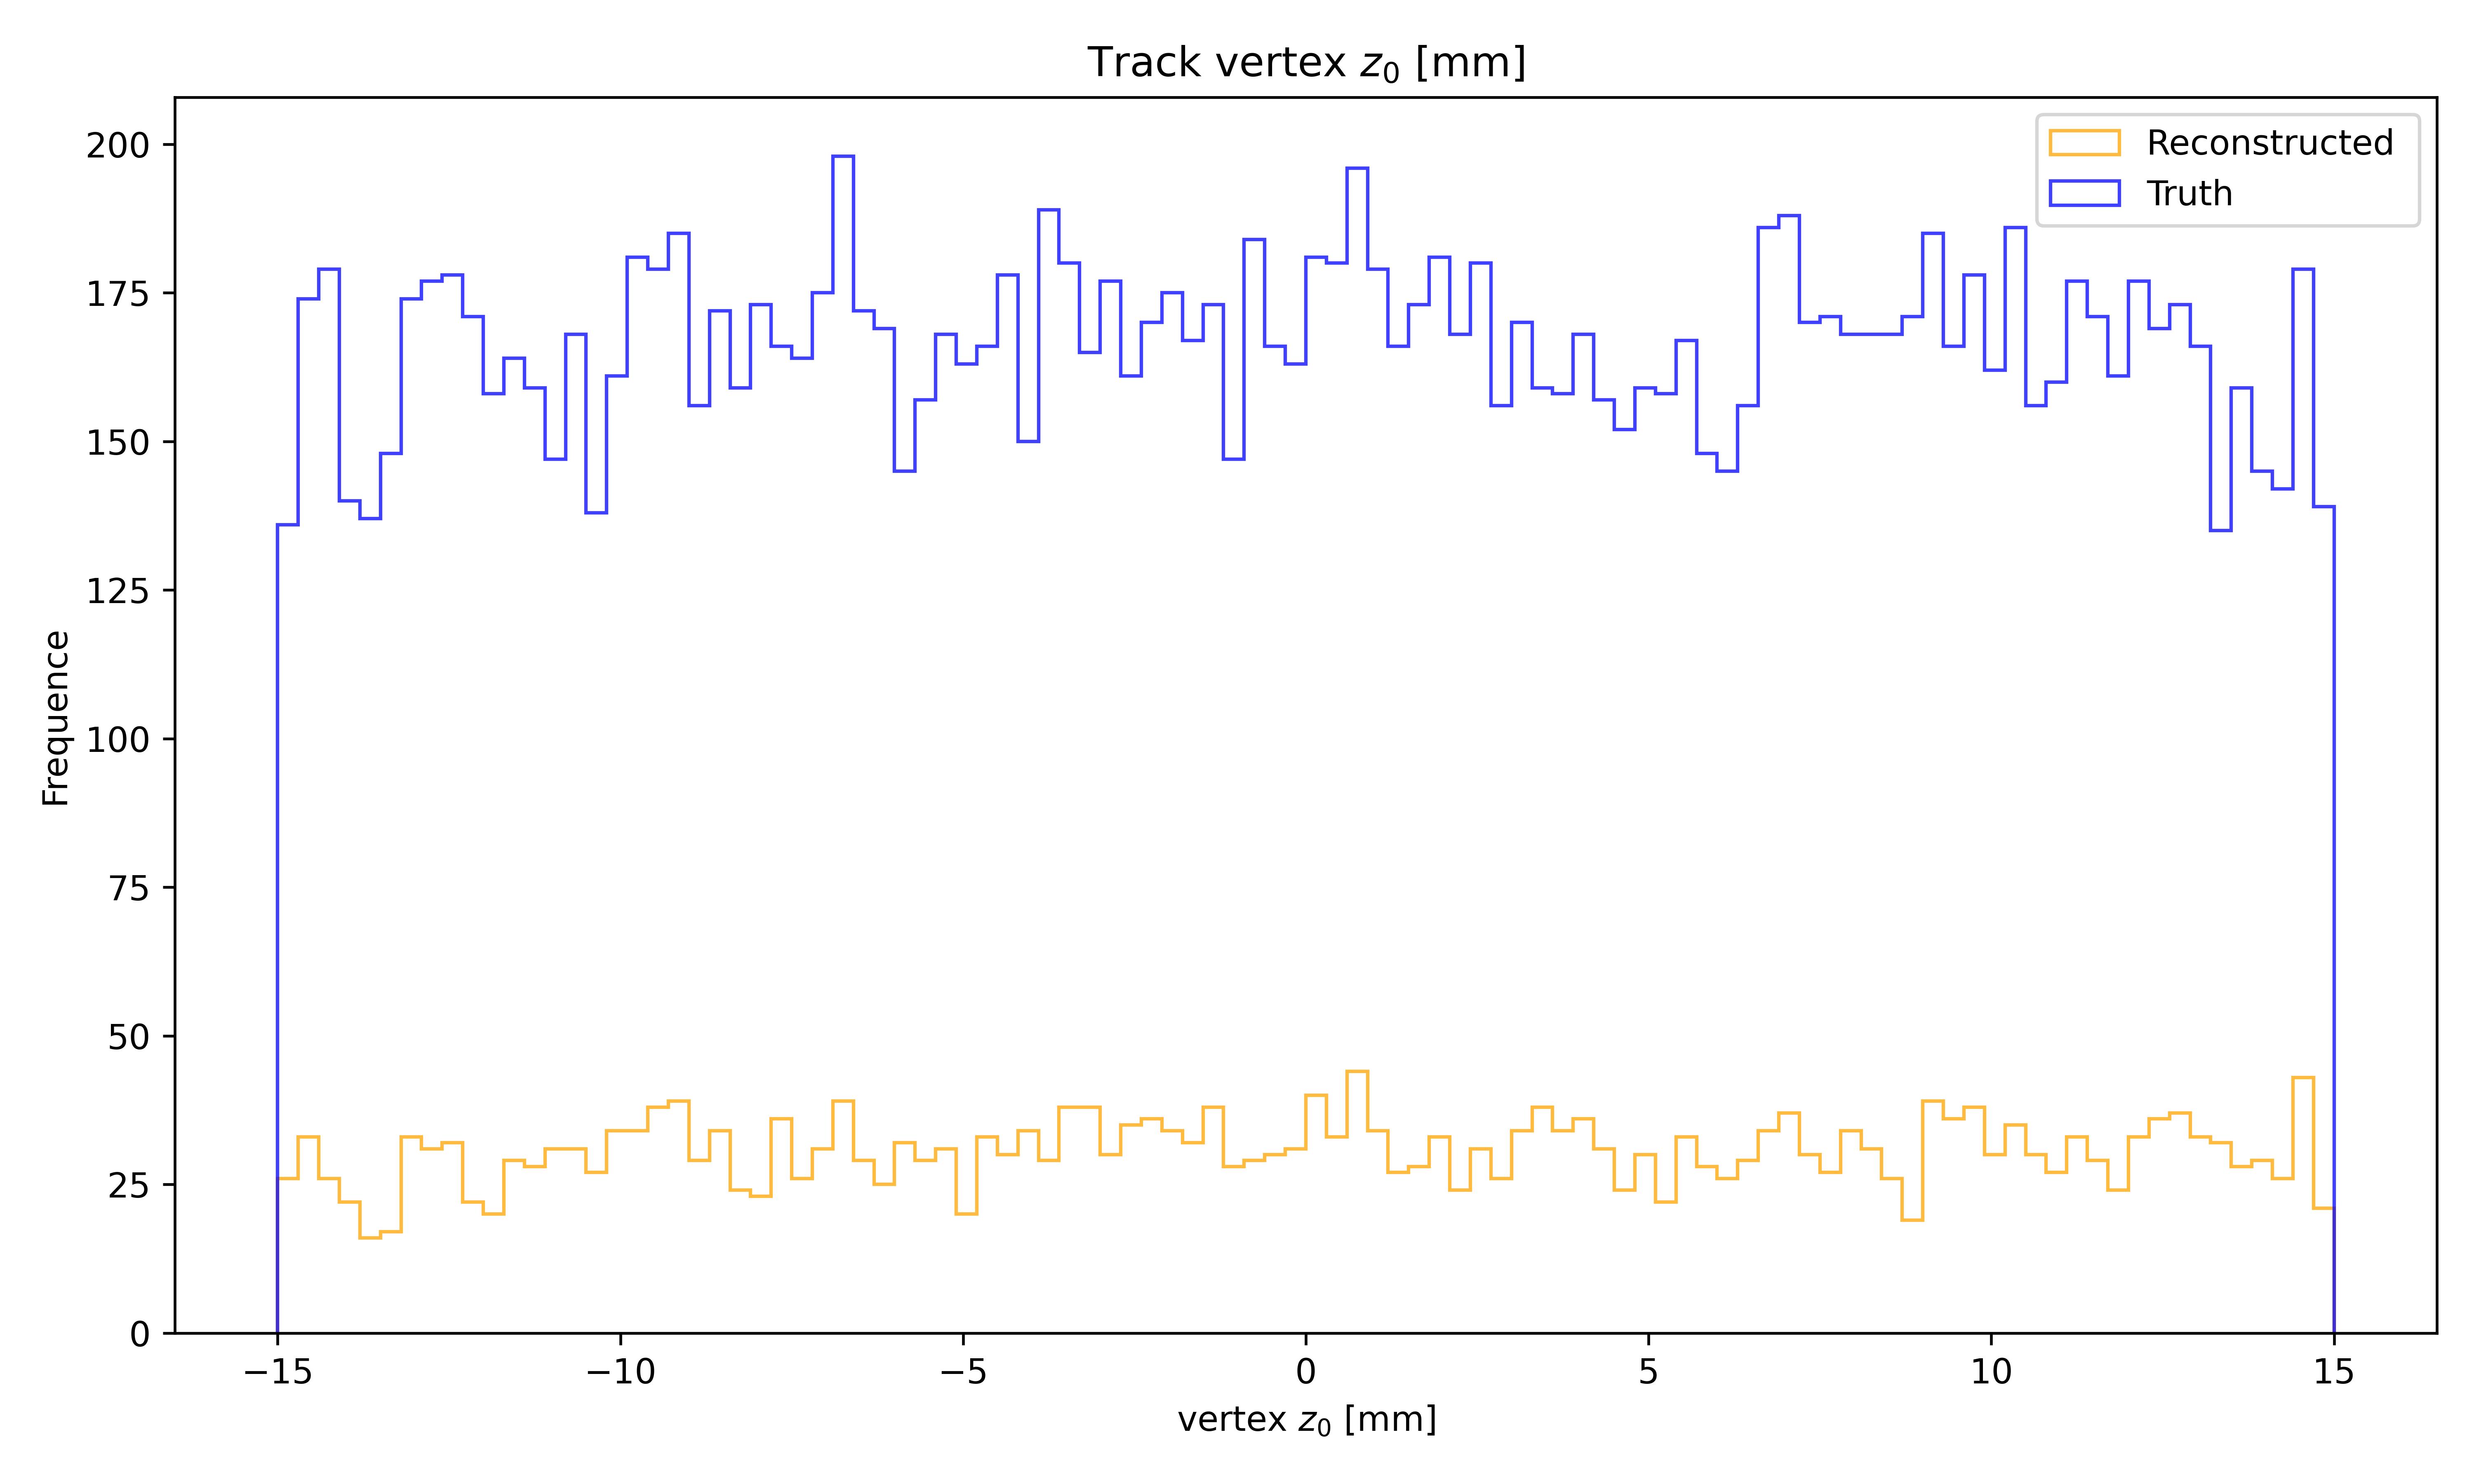 Track vertex z₀ [mm]
Reconstructed
Truth
Frequence
200
175
150
125
100
75
50
25
0
−15 −10 −5 0 5 10 15
vertex z₀ [mm]